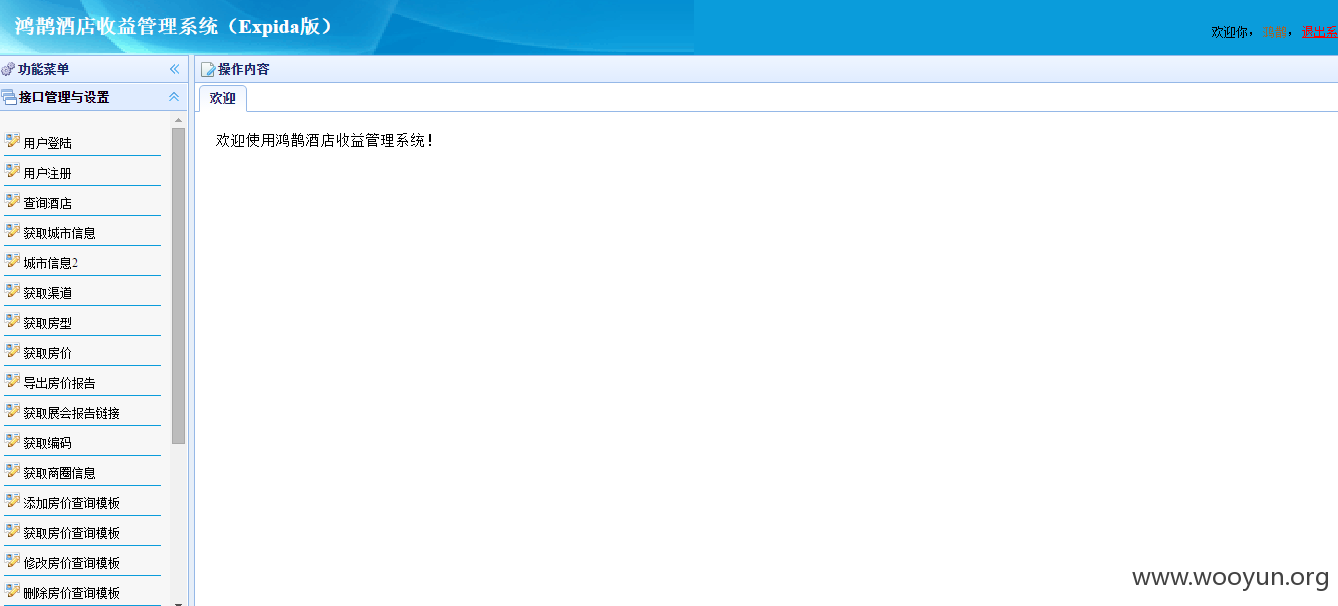 鸿鹊酒店收益管理系统（Expida版）
欢迎你，
，退出系
功能菜单
操作内容
接口管理与设置
欢迎
欢迎使用鸿鹊酒店收益管理系统！
用户登陆
用户注册
查询酒店
获取城市信息
城市信息2
获取渠道
获取房型
获取房价
导出房价报告
获取展会报告链接
获取编码
获取商圈信息
添加房价查询模板
获取房价查询模板
修改房价查询模板
删除房价查询模板
www.wooyun.org